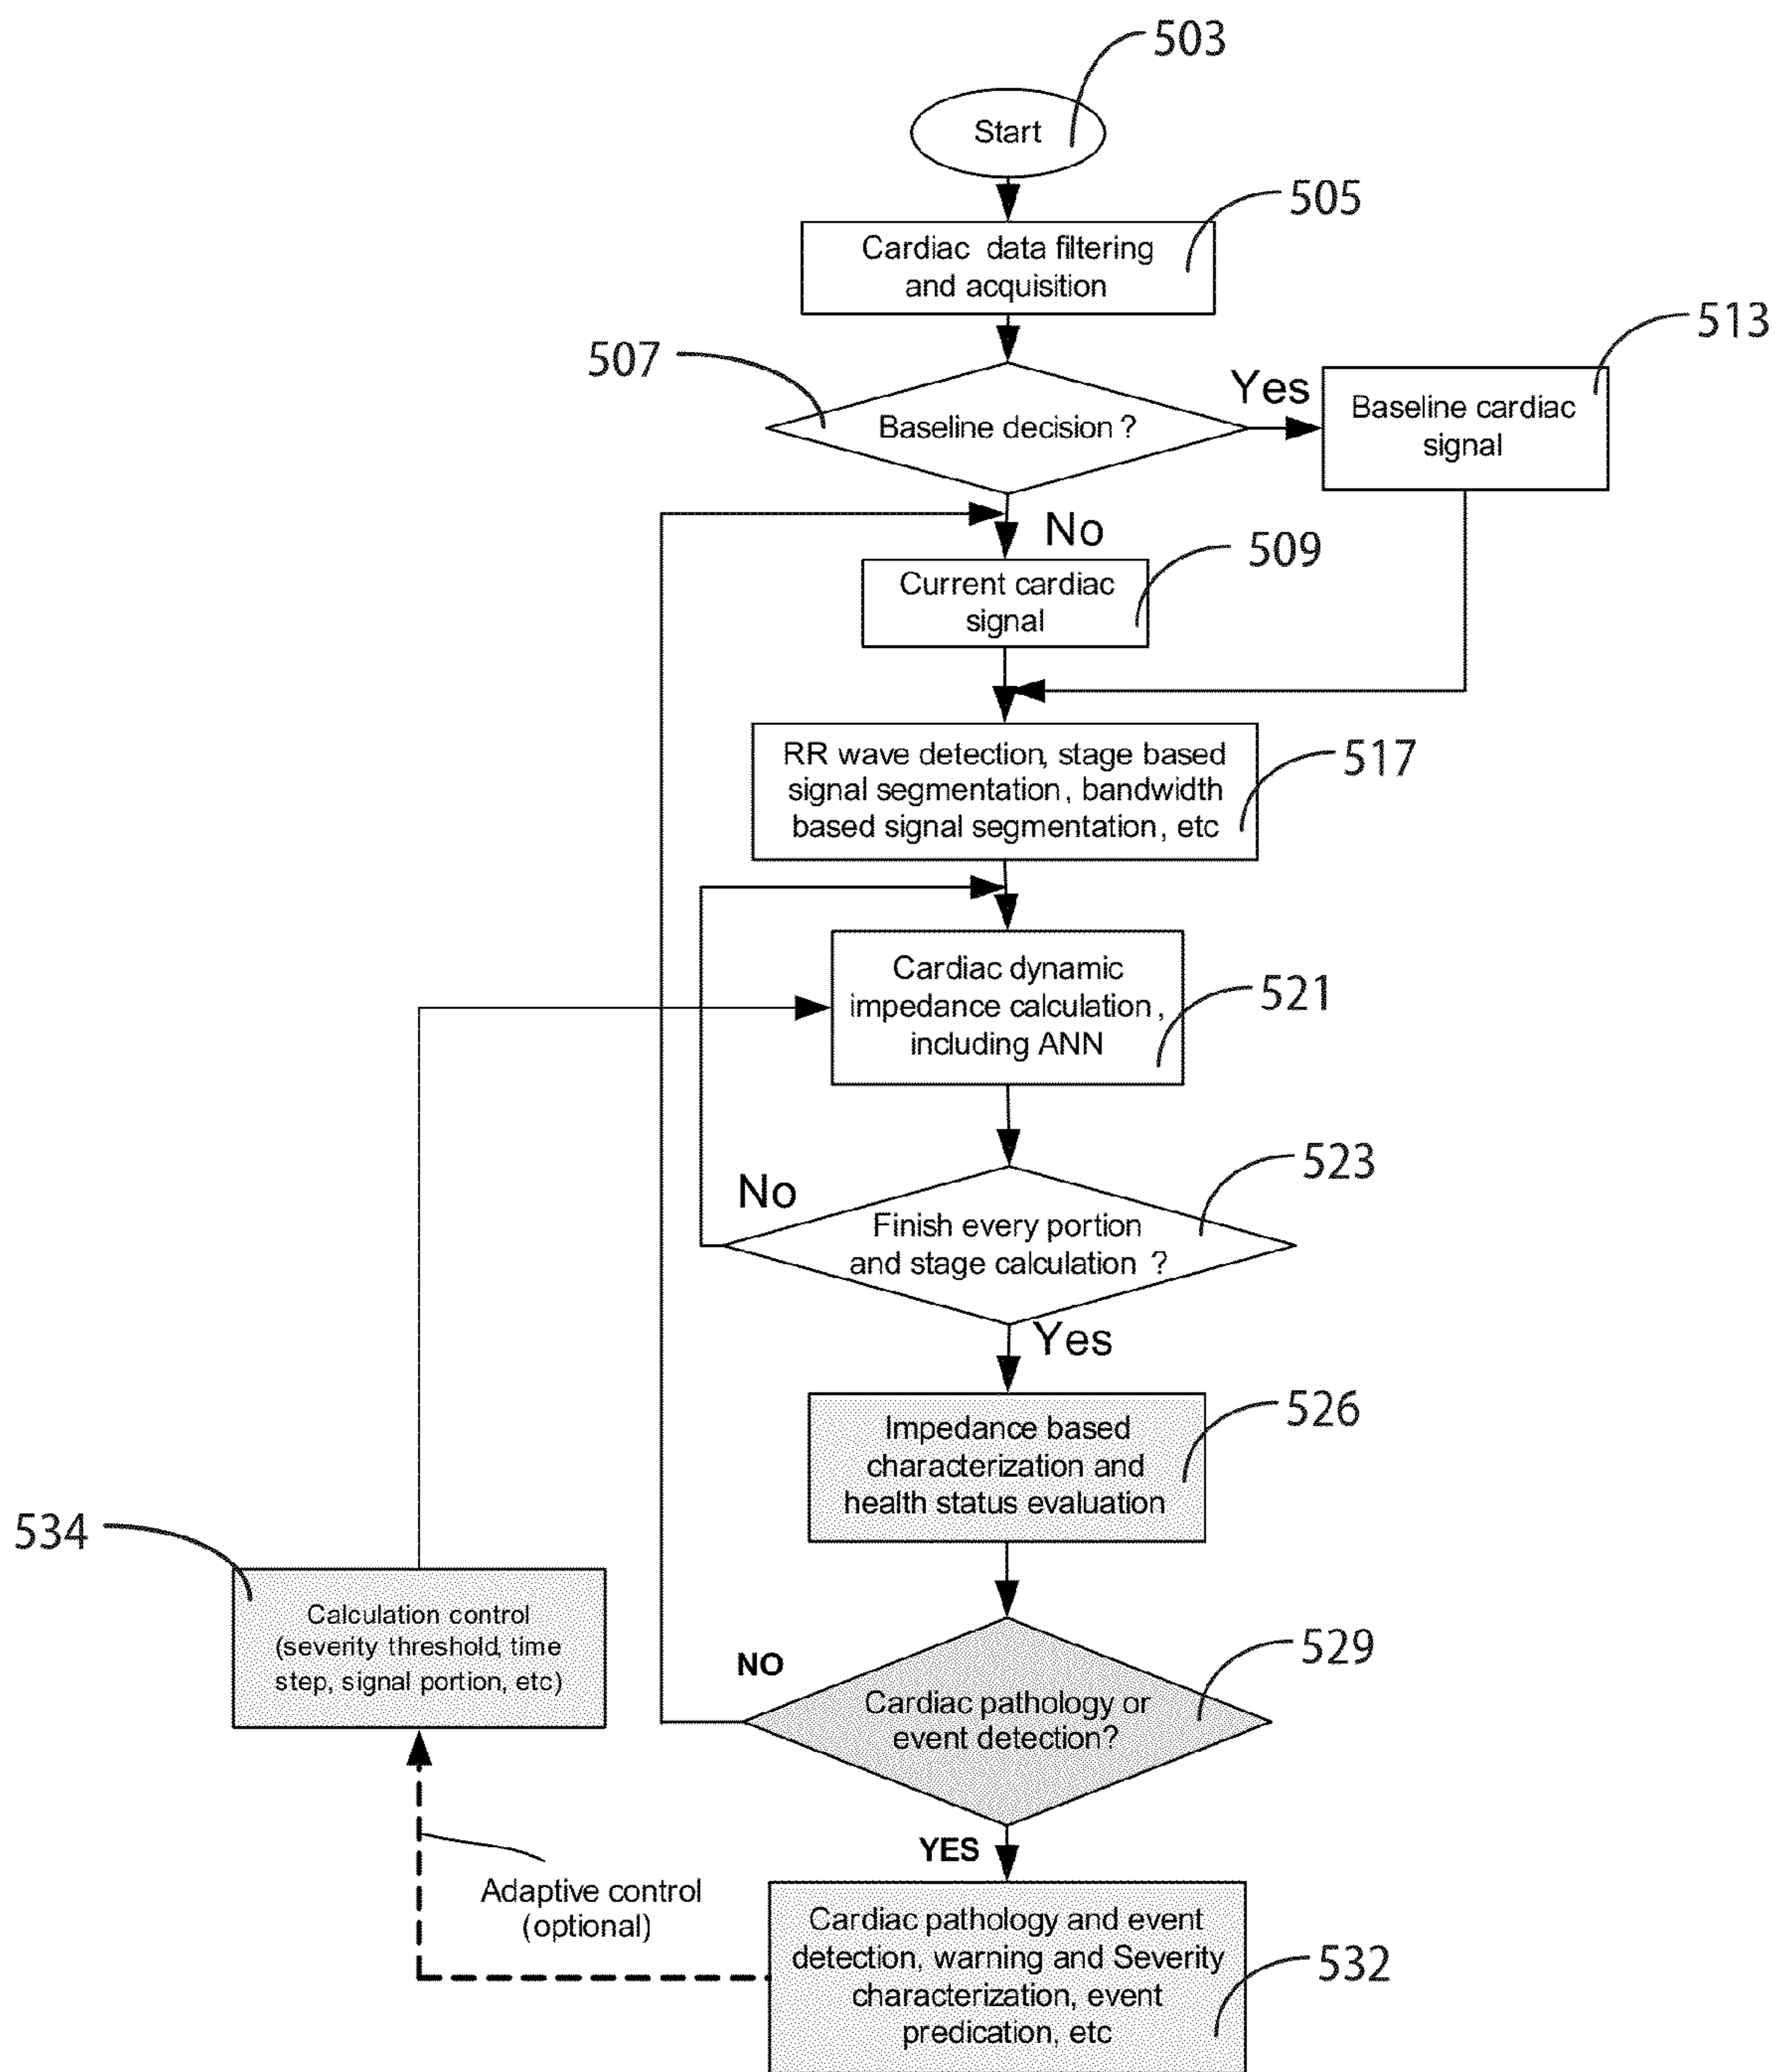 503
Start
505
Cardiac data filtering
and acquisition
513
507
Yes
Baseline decision ?
Baseline cardiac
signal
No
509
Current cardiac
signal
RR wave detection, stage based
signal segmentation, bandwidth
based signal segmentation, etc
517
Cardiac dynamic
impedance calculation,
including ANN
521
523
No
Finish every portion
and stage calculation ?
Yes
526
Impedance based
characterization and
health status evaluation
534
Calculation control
(severity threshold, time
step, signal portion, etc)
529
NO
Cardiac pathology or
event detection?
YES
Adaptive control
(optional)
Cardiac pathology and event
detection, warning and Severity
characterization, event
predication, etc
532